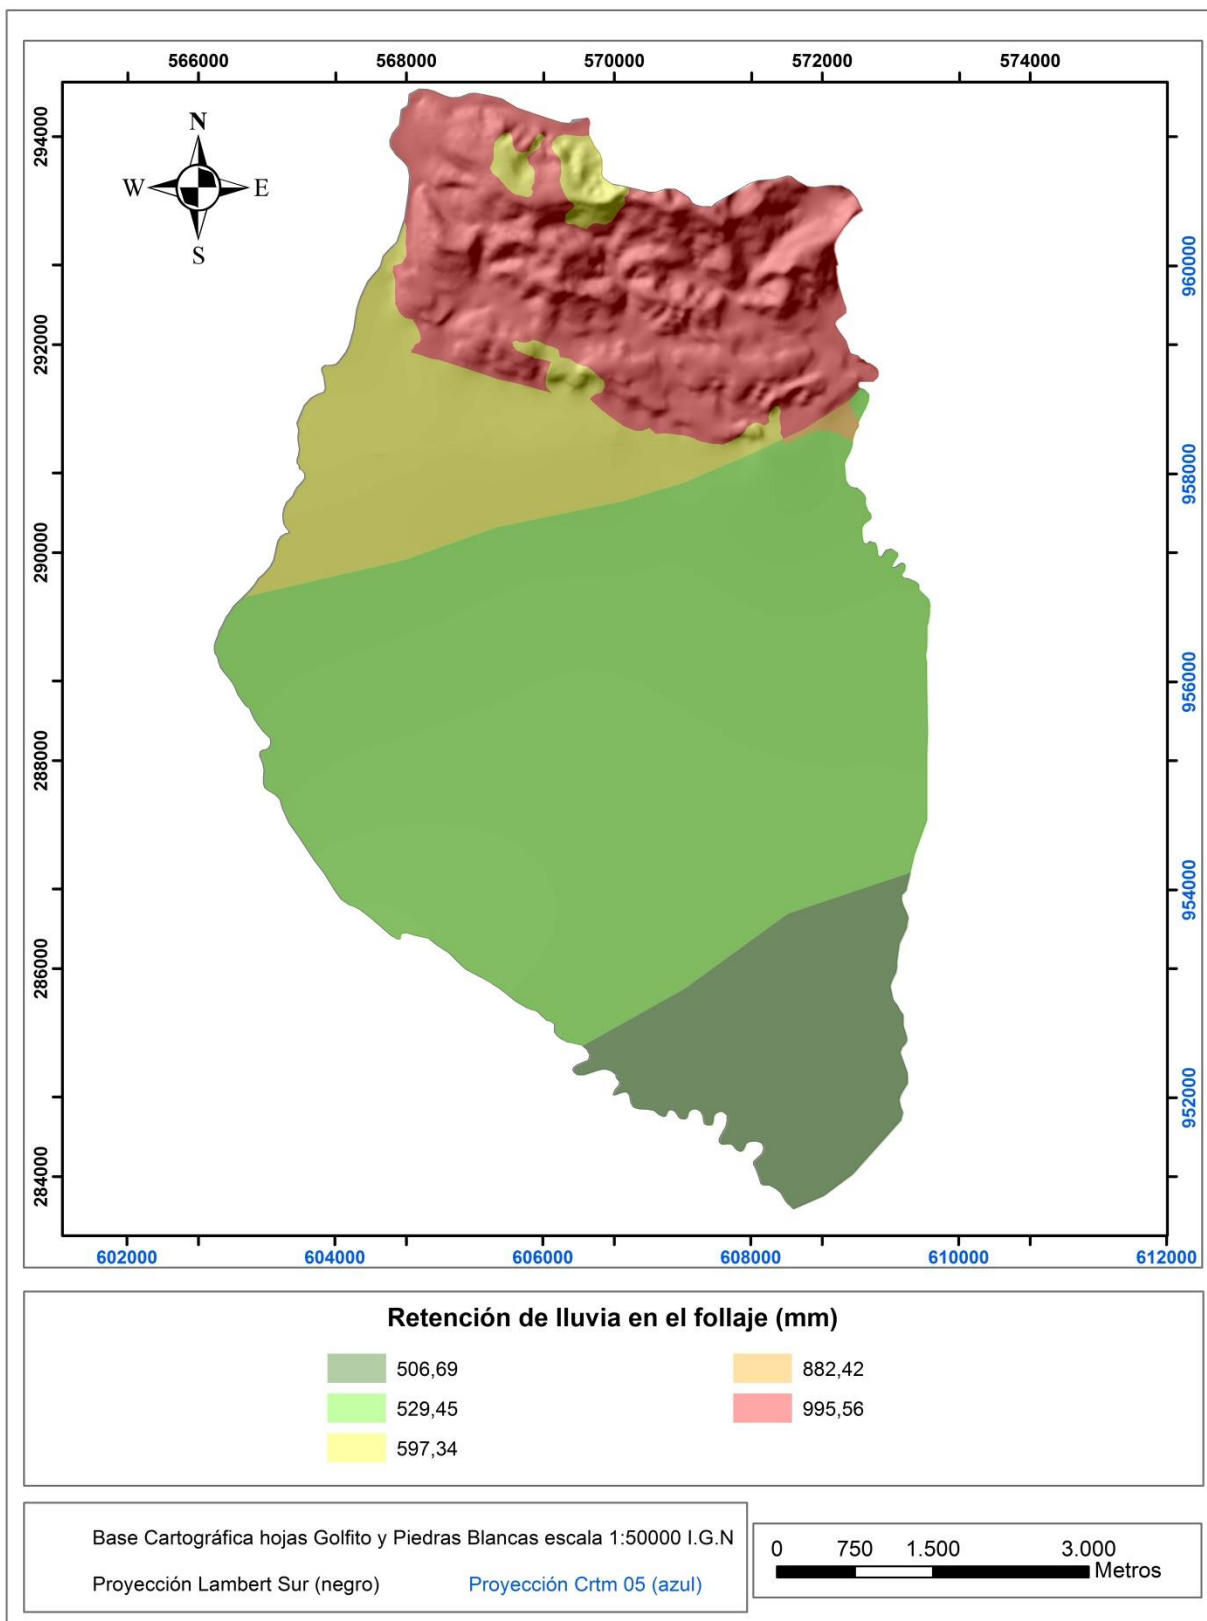 566000 568000 570000 572000 574000
294000
292000
290000
288000
286000
284000
N
W E
S
960000
958000
956000
954000
952000
602000 604000 606000 608000 610000 612000
Retención de lluvia en el follaje (mm)
506,69
529,45
597,34
882,42
995,56
Base Cartográfica hojas Golfito y Piedras Blancas escala 1:50000 I.G.N
Proyección Lambert Sur (negro) Proyección Crtm 05 (azul)
0 750 1.500 3.000
Metros